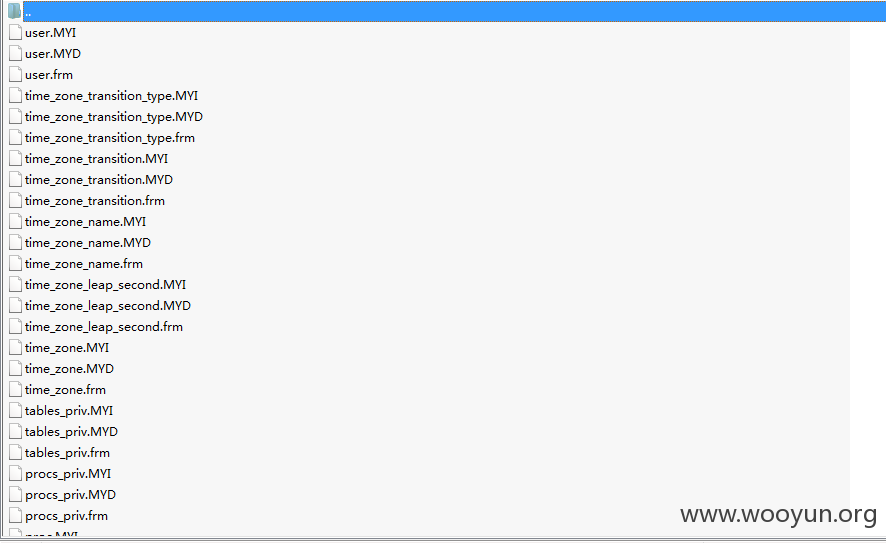 ..
user.MYI
user.MYD
user.frm
time_zone_transition_type.MYI
time_zone_transition_type.MYD
time_zone_transition_type.frm
time_zone_transition.MYI
time_zone_transition.MYD
time_zone_transition.frm
time_zone_name.MYI
time_zone_name.MYD
time_zone_name.frm
time_zone_leap_second.MYI
time_zone_leap_second.MYD
time_zone_leap_second.frm
time_zone.MYI
time_zone.MYD
time_zone.frm
tables_priv.MYI
tables_priv.MYD
tables_priv.frm
procs_priv.MYI
procs_priv.MYD
procs_priv.frm
proc.MYI
www.wooyun.org